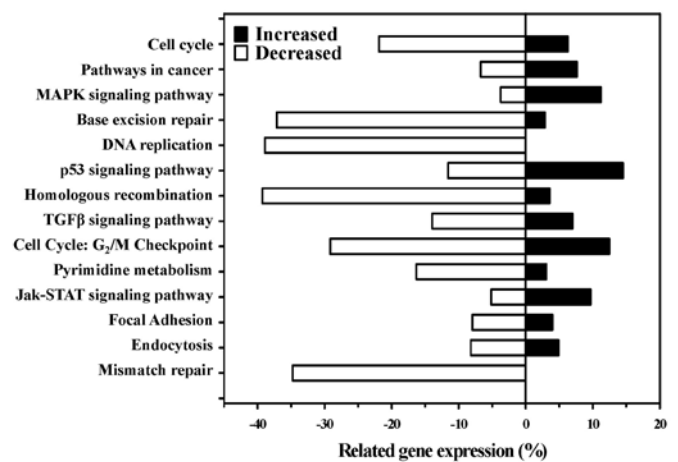 Increased
Decreased
Cell cycle
Pathways in cancer
MAPK signaling pathway
Base excision repair
DNA replication
p53 signaling pathway
Homologous recombination
TGFβ signaling pathway
Cell Cycle: G₂/M Checkpoint
Pyrimidine metabolism
Jak-STAT signaling pathway
Focal Adhesion
Endocytosis
Mismatch repair
-40 -30 -20 -10 0 10 20
Related gene expression (%)